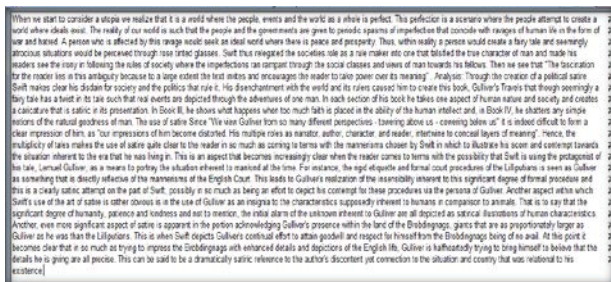 When we start to consider a utopia we realize that it is a world where the people, events and the world as a whole is perfect. This perfection is a scenario where the people attempt to create a
world where ideals exist. The reality of our world is such that the people and the governments are given to periodic spasms of imperfection that coincide with ravages of human life in the form of
war and hatred. A person who is affected by this ravage would seek an ideal world where there is peace and prosperity. Thus, within reality a person would create a fairy tale and seemingly
atrocious situations would be perceived through rose tinted glasses. Swift thus relegated the societies role as a rule maker into one that falsified the true character of man and made his
readers see the irony in following the rules of society where the imperfections ran rampant through the social classes and views of man towards his fellows. Then we see that "The fascination
for the reader lies in this ambiguity because to a large extent the text invites and encourages the reader to take power over its meaning" . Analysis: Through the creation of a political satire
Swift makes clear his disdain for society and the politics that rule it. His disenchantment with the world and its rulers caused him to create this book, Gulliver's Travels that though seemingly a
fairy tale has a twist in its tale such that real events are depicted through the adventures of one man. In each section of his book he takes one aspect of human nature and society and creates
a caricature that is satiric in its presentation. In Book III, he shows what happens when too much faith is placed in the ability of the human intellect and, in Book IV, he shatters any simple
notions of the natural goodness of man. The use of satire Since "We view Gulliver from so many different perspectives - towering above us - cowering below us" it is indeed difficult to form a
clear impression of him, as "our impressions of him become distorted. His multiple roles as narrator, author, character, and reader, intertwine to conceal layers of meaning". Hence, the
multiplicity of tales makes the use of satire quite clear to the reader in so much as coming to terms with the mannerisms chosen by Swift in which to illustrate his scorn and contempt towards
the situation inherent to the era that he was living in. This is an aspect that becomes increasingly clear when the reader comes to terms with the possibility that Swift is using the protagonist of
his tale, Lemuel Gulliver, as a means to portray the situation inherent to mankind at the time. For instance, the rigid etiquette and formal court procedures of the Lilliputians is seen as Gulliver
as something that is directly reflective of the mannerisms of the English Court. This leads to Gulliver's realization of the insensibility inherent to this significant degree of formal procedure and
this is a clearly satiric attempt on the part of Swift, possibly in so much as being an effort to depict his contempt for these procedures via the persona of Gulliver. Another aspect within which
Swift's use of the art of satire is rather obvious is in the use of Gulliver as an insignia to the characteristics supposedly inherent to humans in comparison to animals. That is to say that the
significant degree of humanity, patience and kindness and not to mention, the initial alarm of the unknown inherent to Gulliver are all depicted as satirical illustrations of human characteristics.
Another, even more significant aspect of satire is apparent in the portion acknowledging Gulliver's presence within the land of the Brobdingnags, giants that are as proportionately larger as
Gulliver as he was than the Lilliputians. This is when Swift depicts Gulliver's continual effort to attain goodwill and respect for himself from the Brobdingnags being of no avail. At this point it
becomes clear that in so much as trying to impress the Brobdingnags with enhanced details and depictions of the English life, Gulliver is halfheartedly trying to bring himself to believe that the
details he is giving are all precise. This can be said to be a dramatically satiric reference to the author's discontent yet connection to the situation and country that was relational to his
existence.